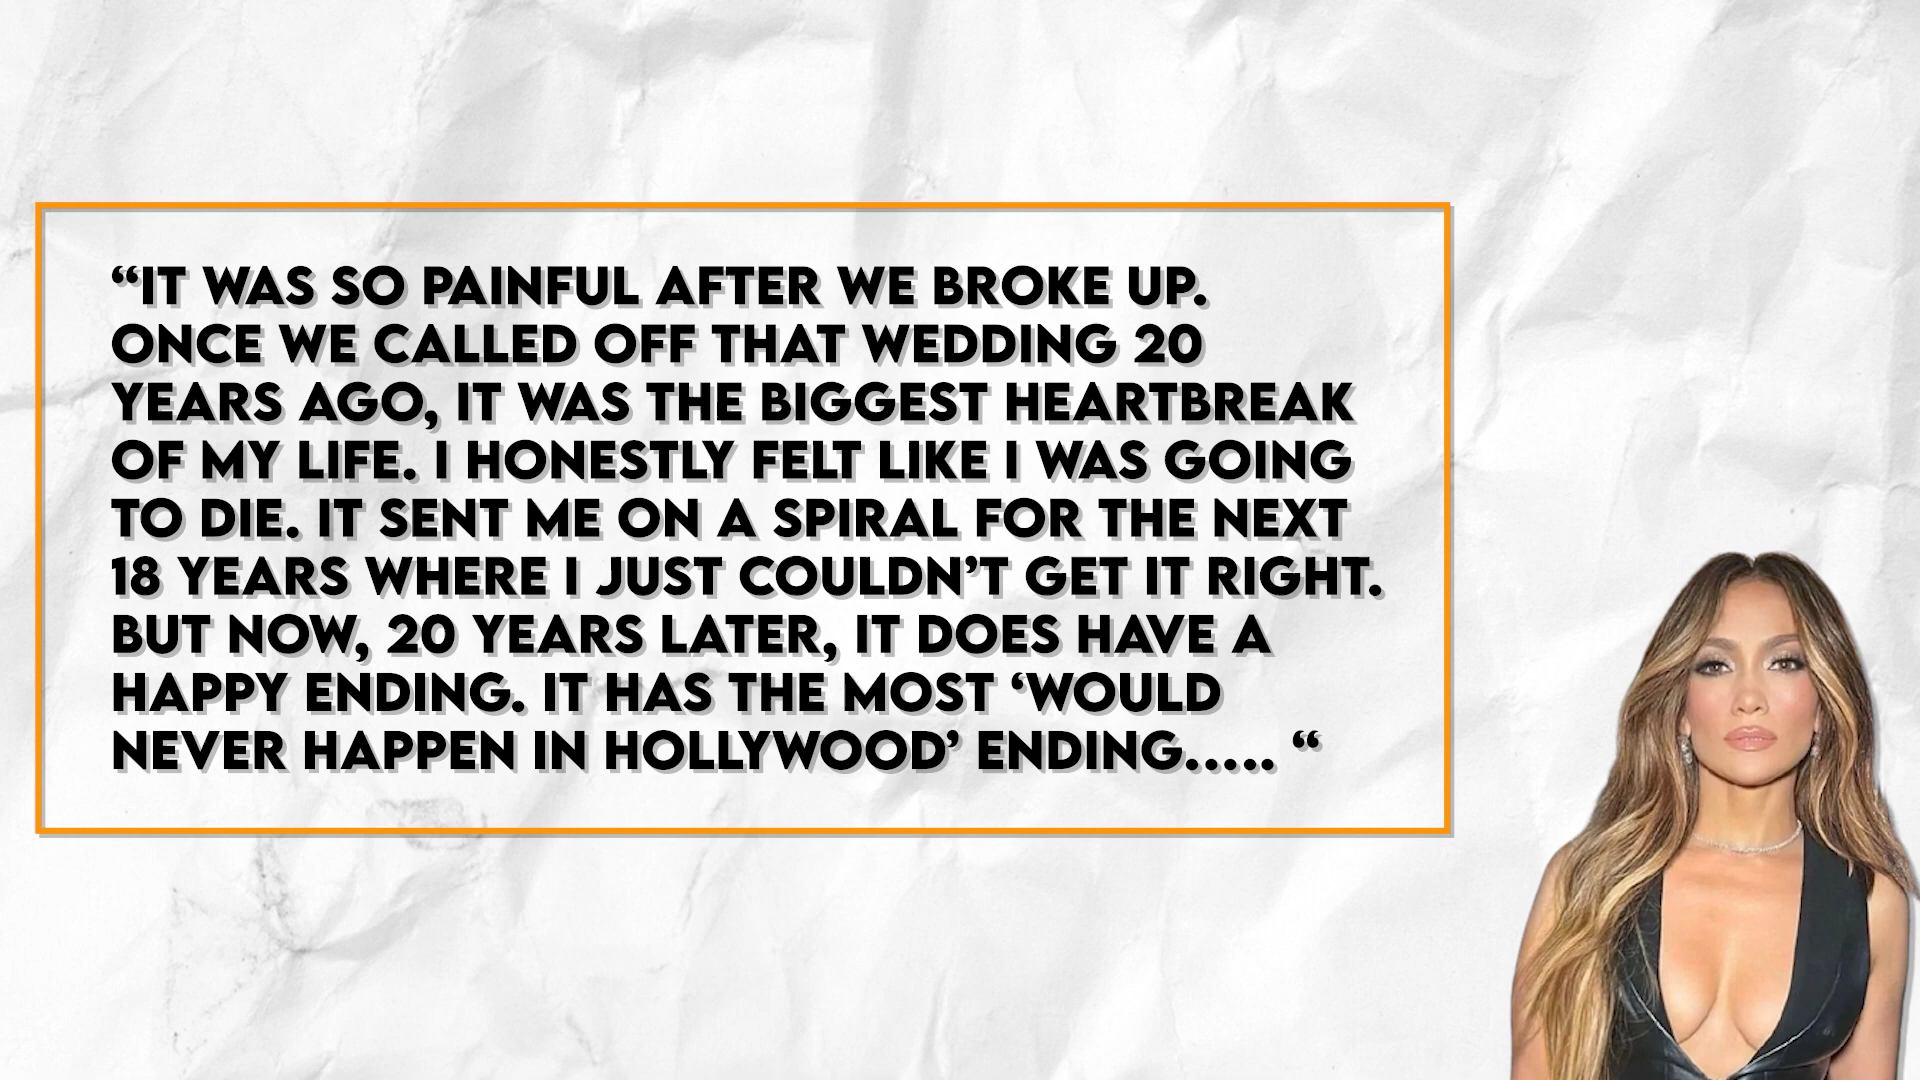 “IT WAS SO PAINFUL AFTER WE BROKE UP.
ONCE WE CALLED OFF THAT WEDDING 20
YEARS AGO, IT WAS THE BIGGEST HEARTBREAK
OF MY LIFE. I HONESTLY FELT LIKE I WAS GOING
TO DIE. IT SENT ME ON A SPIRAL FOR THE NEXT
18 YEARS WHERE I JUST COULDN’T GET IT RIGHT.
BUT NOW, 20 YEARS LATER, IT DOES HAVE A
HAPPY ENDING. IT HAS THE MOST ‘WOULD
NEVER HAPPEN IN HOLLYWOOD’ ENDING..... “